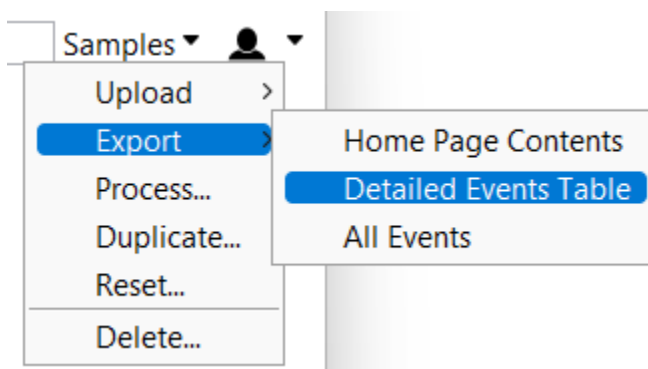 Samples
Upload
Export
Process...
Duplicate...
Reset...
Delete...
Home Page Contents
Detailed Events Table
All Events